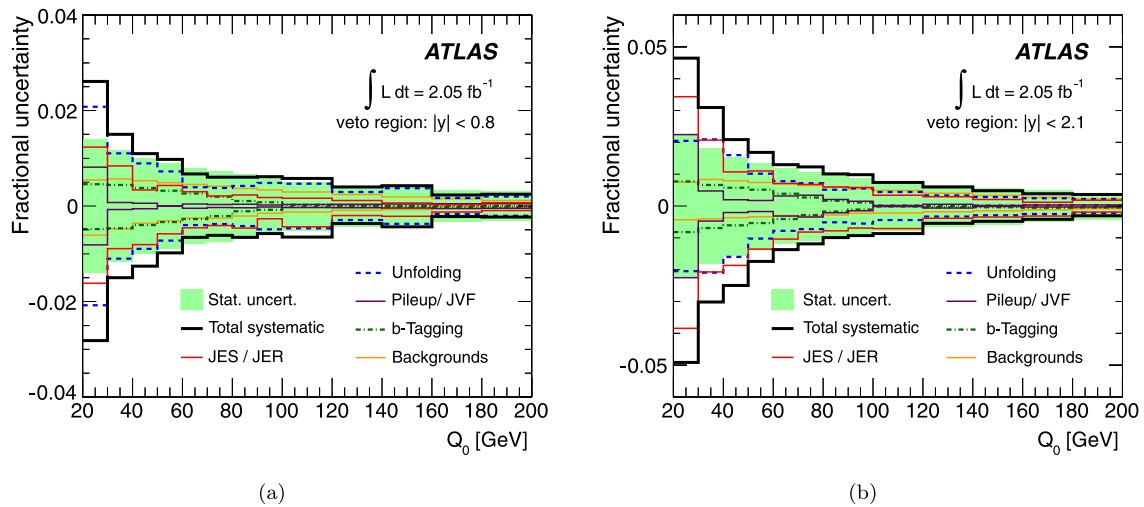 Fractional uncertainty
0.04
0.02
0
-0.02
-0.04
ATLAS
∫ L dt = 2.05 fb⁻¹
veto region: |y| < 0.8
Unfolding
Stat. uncert.
Pileup/ JVF
Total systematic
b-Tagging
JES / JER
Backgrounds
20 40 60 80 100 120 140 160 180 200
Q₀ [GeV]
(a)
Fractional uncertainty
0.05
0
-0.05
ATLAS
∫ L dt = 2.05 fb⁻¹
veto region: |y| < 2.1
Unfolding
Stat. uncert.
Pileup/ JVF
Total systematic
b-Tagging
JES / JER
Backgrounds
20 40 60 80 100 120 140 160 180 200
Q₀ [GeV]
(b)